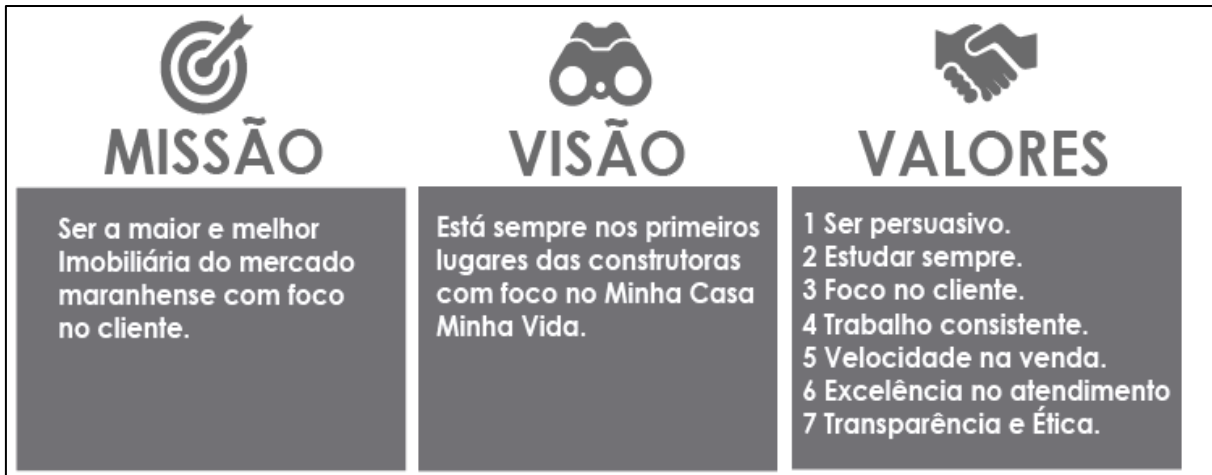 MISSÃO
Ser a maior e melhor
Imobiliária do mercado
maranhense com foco
no cliente.
VISÃO
Está sempre nos primeiros
lugares das construtoras
com foco no Minha Casa
Minha Vida.
VALORES
1 Ser persuasivo.
2 Estudar sempre.
3 Foco no cliente.
4 Trabalho consistente.
5 Velocidade na venda.
6 Excelência no atendimento
7 Transparência e Ética.